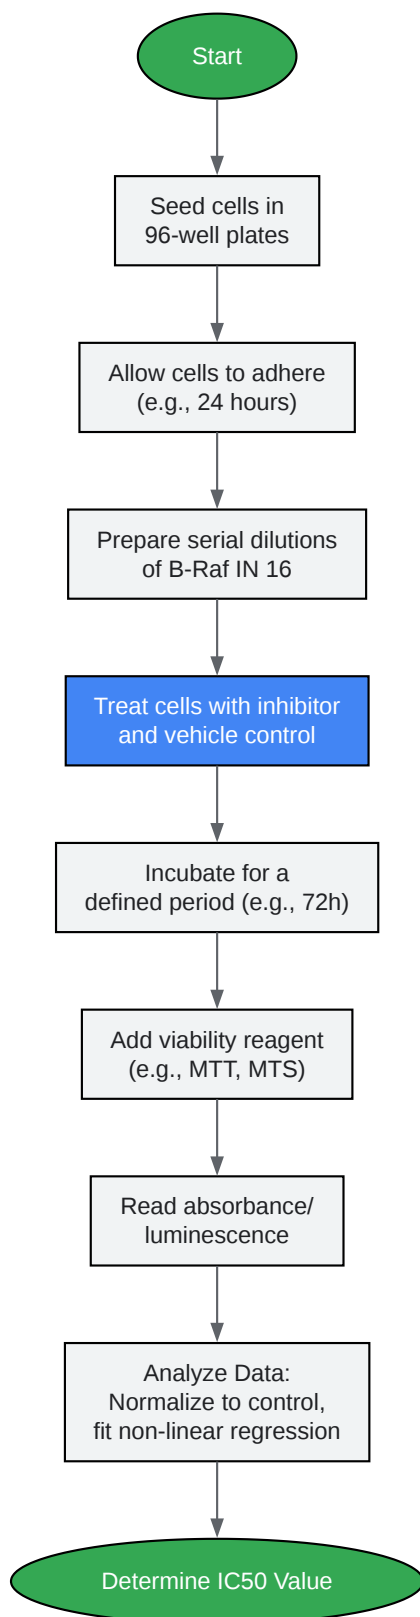 Start
Seed cells in
96-well plates
Allow cells to adhere
(e.g., 24 hours)
Prepare serial dilutions
of B-Raf IN 16
Treat cells with inhibitor
and vehicle control
Incubate for a
defined period (e.g., 72h)
Add viability reagent
(e.g., MTT, MTS)
Read absorbance/
luminescence
Analyze Data:
Normalize to control,
fit non-linear regression
Determine IC50 Value